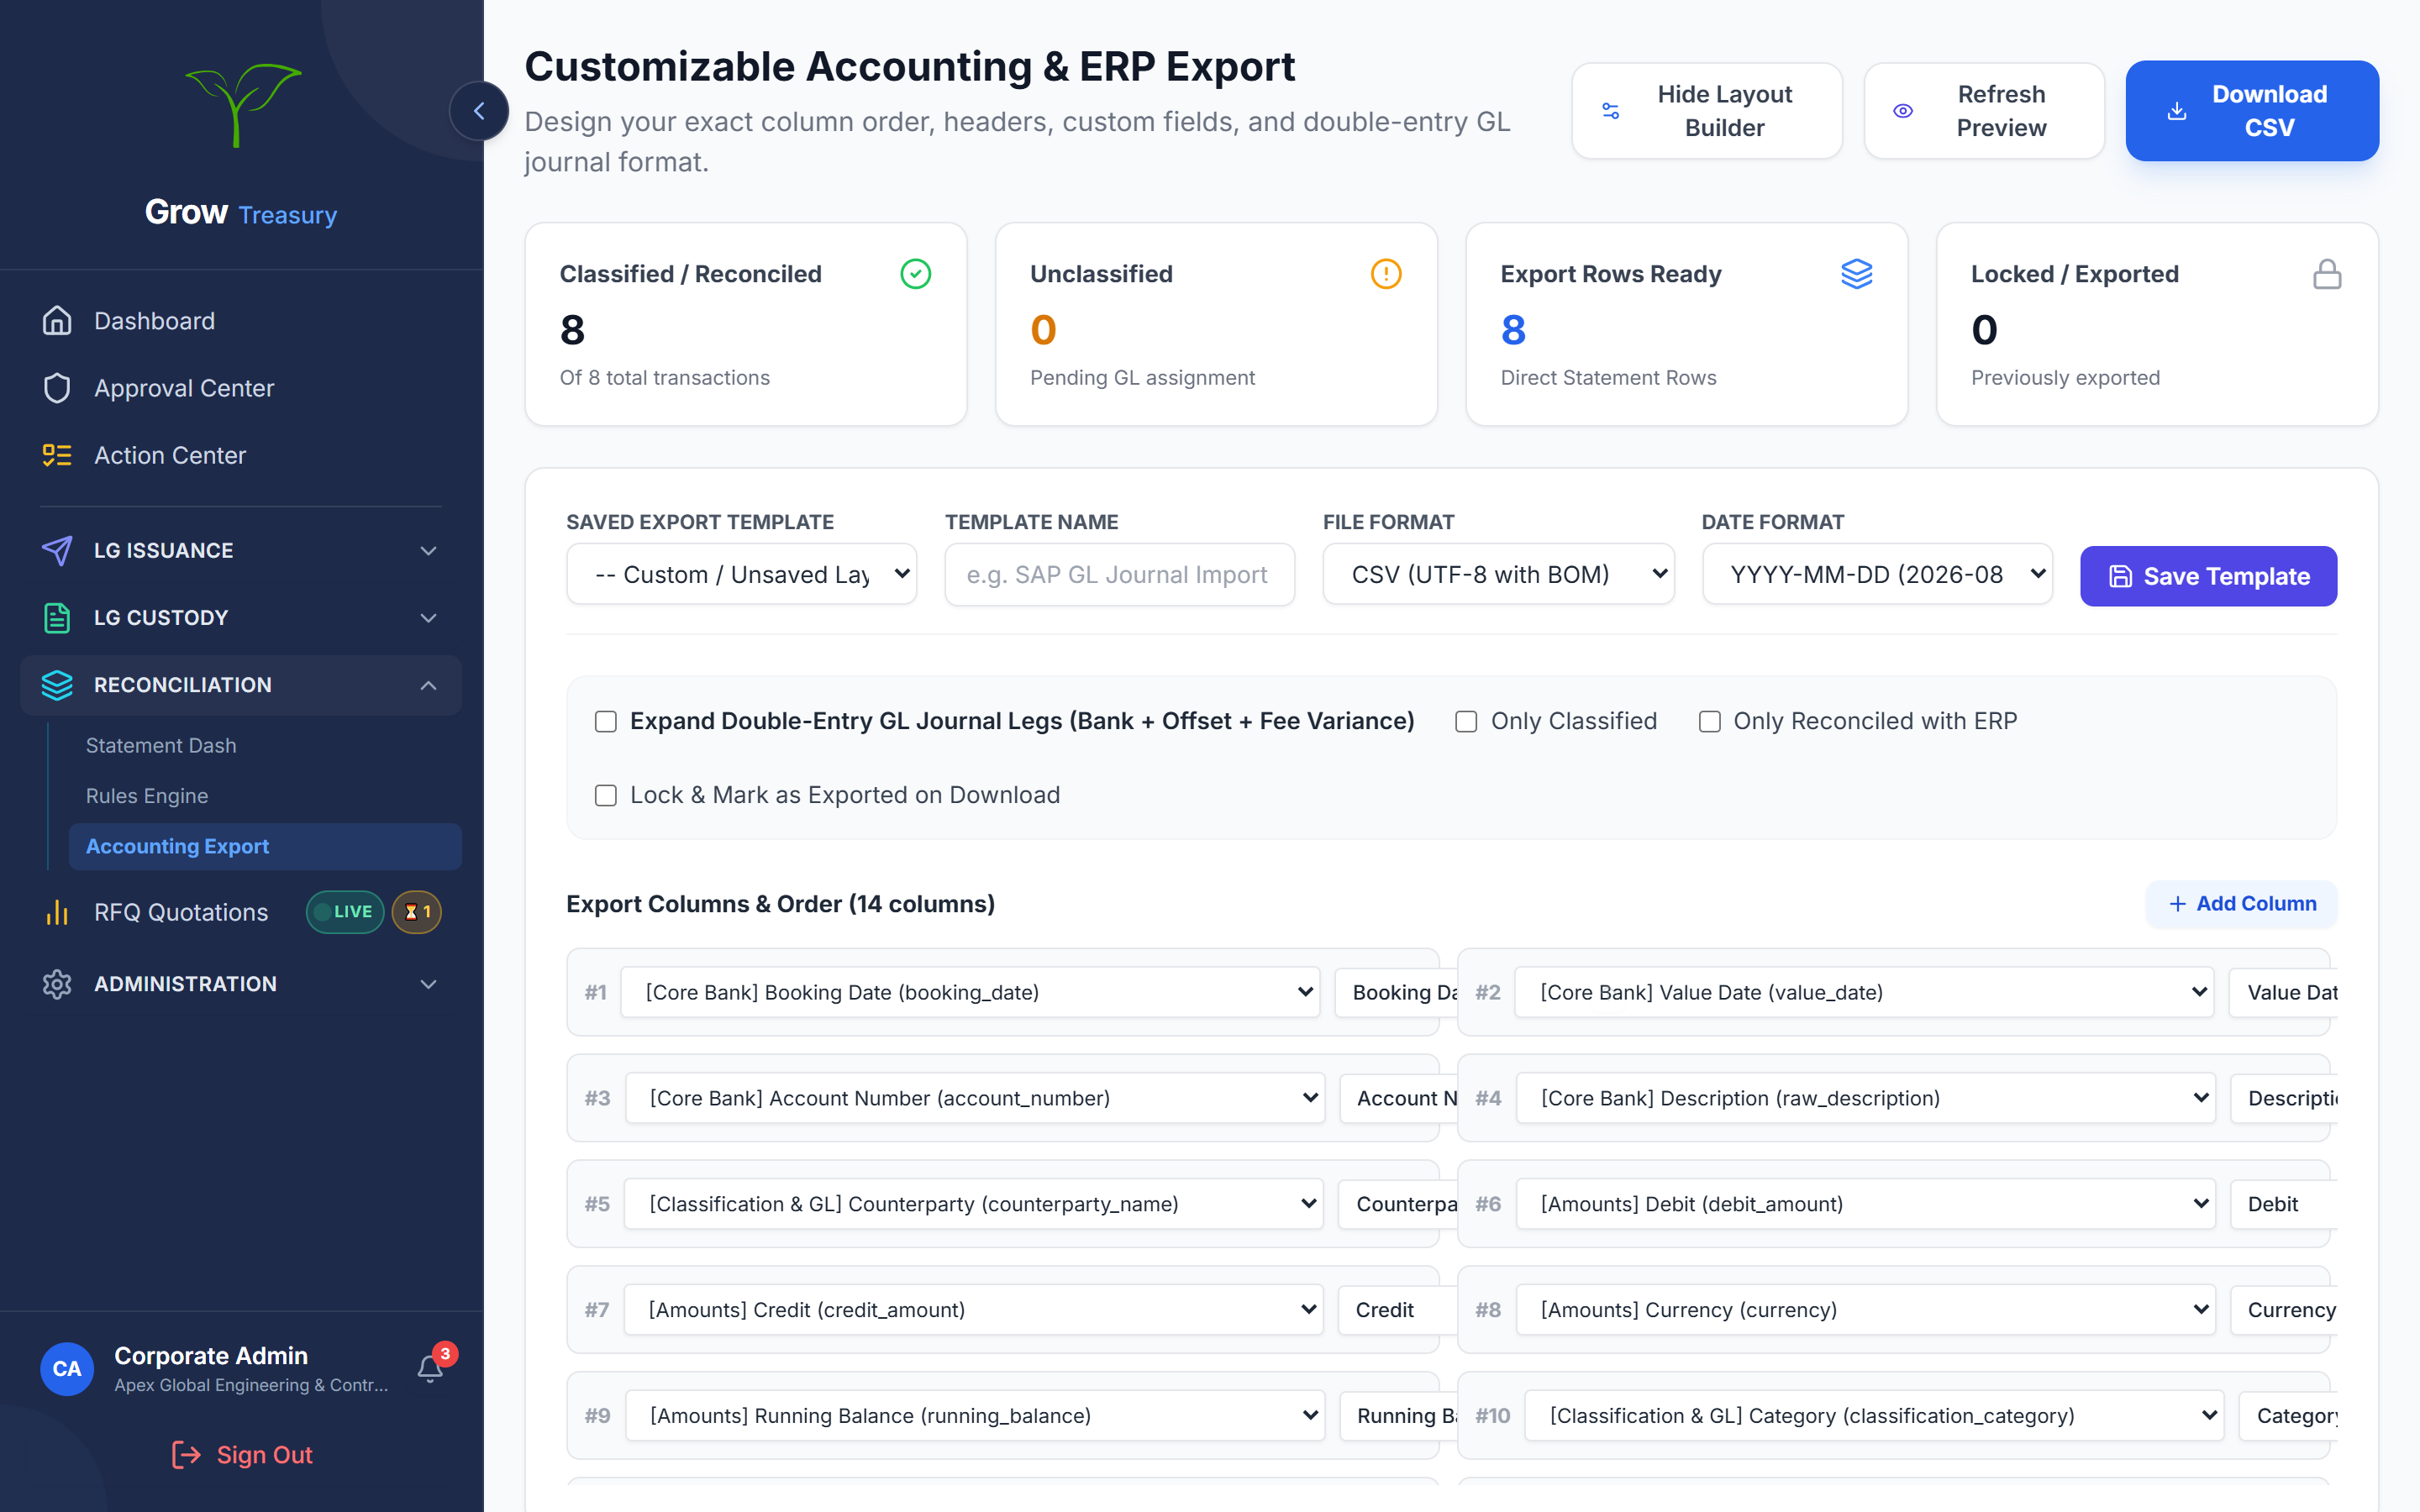 Grow Treasury
Dashboard
Approval Center
Action Center
LG ISSUANCE
LG CUSTODY
RECONCILIATION
Statement Dash
Rules Engine
Accounting Export
RFQ Quotations LIVE 1
ADMINISTRATION
CA
Corporate Admin
Apex Global Engineering & Contr...
3
Sign Out
Customizable Accounting & ERP Export
Design your exact column order, headers, custom fields, and double-entry GL
journal format.
Hide Layout
Builder
Refresh
Preview
Download
CSV
Classified / Reconciled
8
Of 8 total transactions
Unclassified
0
Pending GL assignment
Export Rows Ready
8
Direct Statement Rows
Locked / Exported
0
Previously exported
SAVED EXPORT TEMPLATE
-- Custom / Unsaved Lay
TEMPLATE NAME
e.g. SAP GL Journal Import
FILE FORMAT
CSV (UTF-8 with BOM)
DATE FORMAT
YYYY-MM-DD (2026-08
Save Template
Expand Double-Entry GL Journal Legs (Bank + Offset + Fee Variance)
Only Classified
Only Reconciled with ERP
Lock & Mark as Exported on Download
Export Columns & Order (14 columns)
Add Column
#1 [Core Bank] Booking Date (booking_date) Booking Da
#2 [Core Bank] Value Date (value_date) Value Dat
#3 [Core Bank] Account Number (account_number) Account N
#4 [Core Bank] Description (raw_description) Descripti
#5 [Classification & GL] Counterparty (counterparty_name) Counterpa
#6 [Amounts] Debit (debit_amount) Debit
#7 [Amounts] Credit (credit_amount) Credit
#8 [Amounts] Currency (currency) Currency
#9 [Amounts] Running Balance (running_balance) Running Ba
#10 [Classification & GL] Category (classification_category) Category